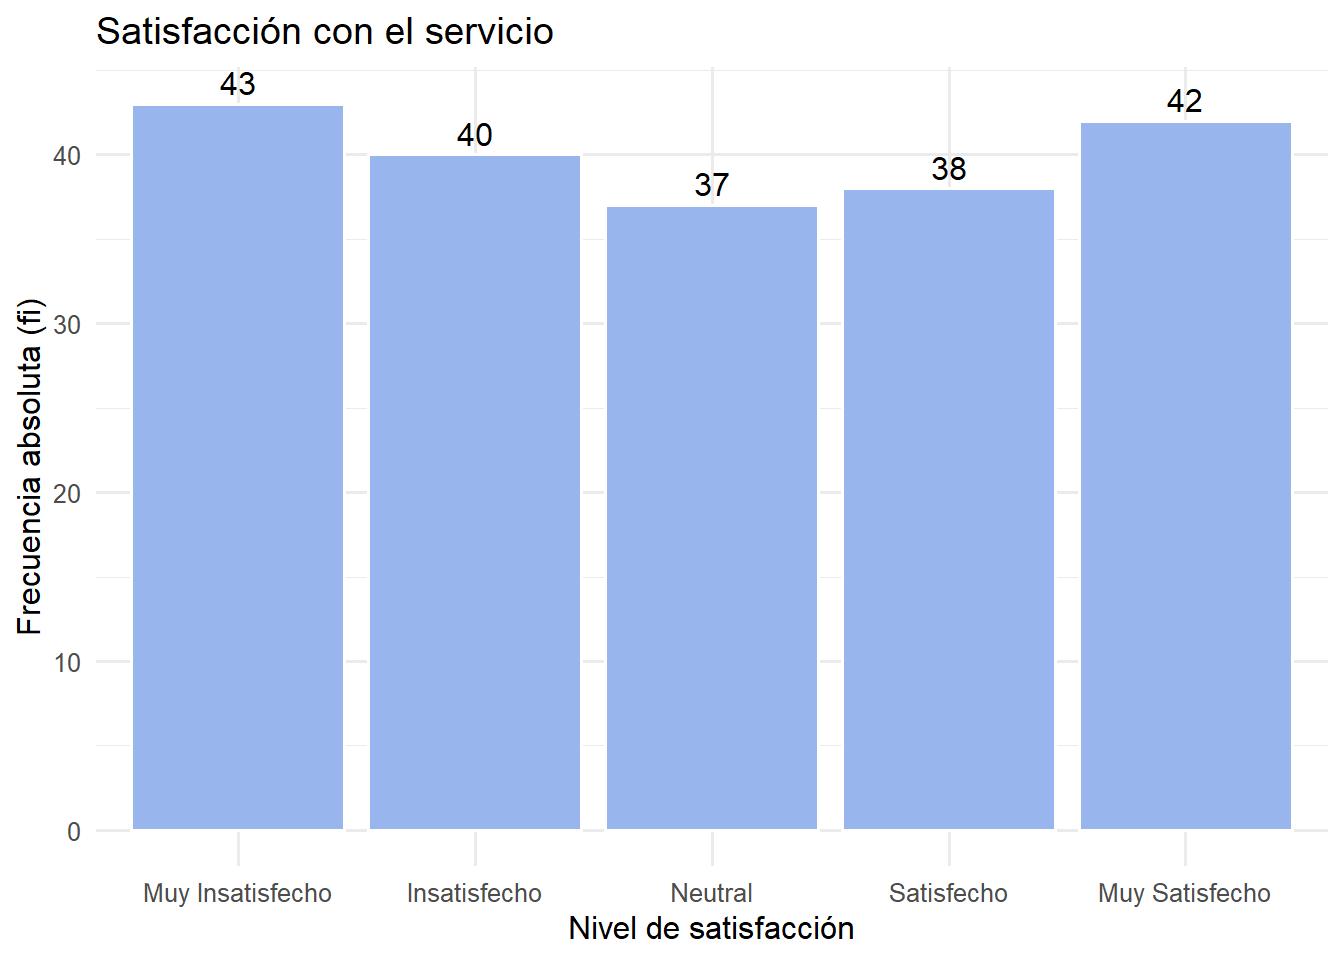 Satisfacción con el servicio
43
40
37
38
42
Frecuencia absoluta (fi)
40
30
20
10
0
Muy Insatisfecho
Insatisfecho
Neutral
Satisfecho
Muy Satisfecho
Nivel de satisfacción